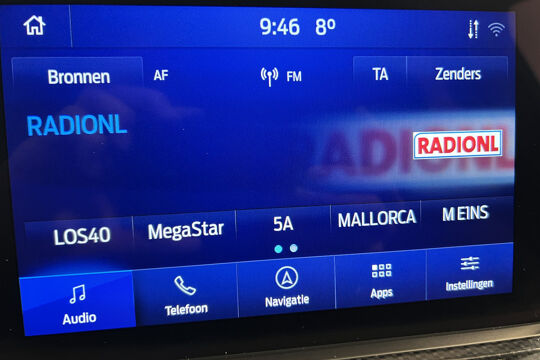 9:46 8º
Bronnen AF FM TA Zenders
RADIONL
RADIONL
RADIONL
LOS40 MegaStar 5A MALLORCA MEINS
Audio Telefoon Navigatie Apps Instellingen